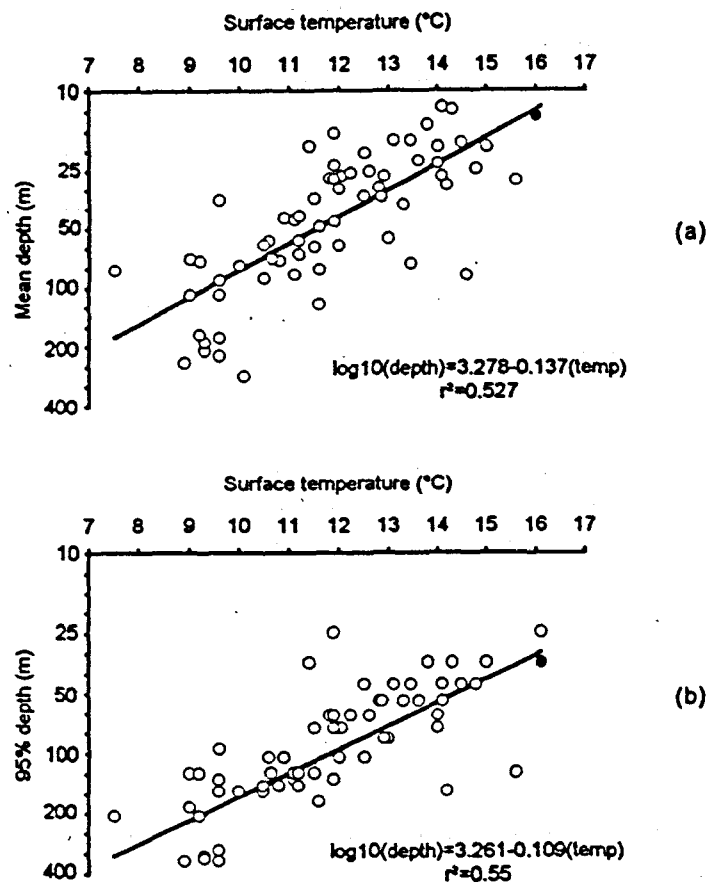 Surface temperature (°C)
7 8 9 10 11 12 13 14 15 16 17
10
25
50
100
200
400
Mean depth (m)
(a)
log10(depth)=3.278-0.137(temp)
r²=0.527
Surface temperature (°C)
7 8 9 10 11 12 13 14 15 16 17
10
25
50
100
200
400
95% depth (m)
(b)
log10(depth)=3.261-0.109(temp)
r²=0.55